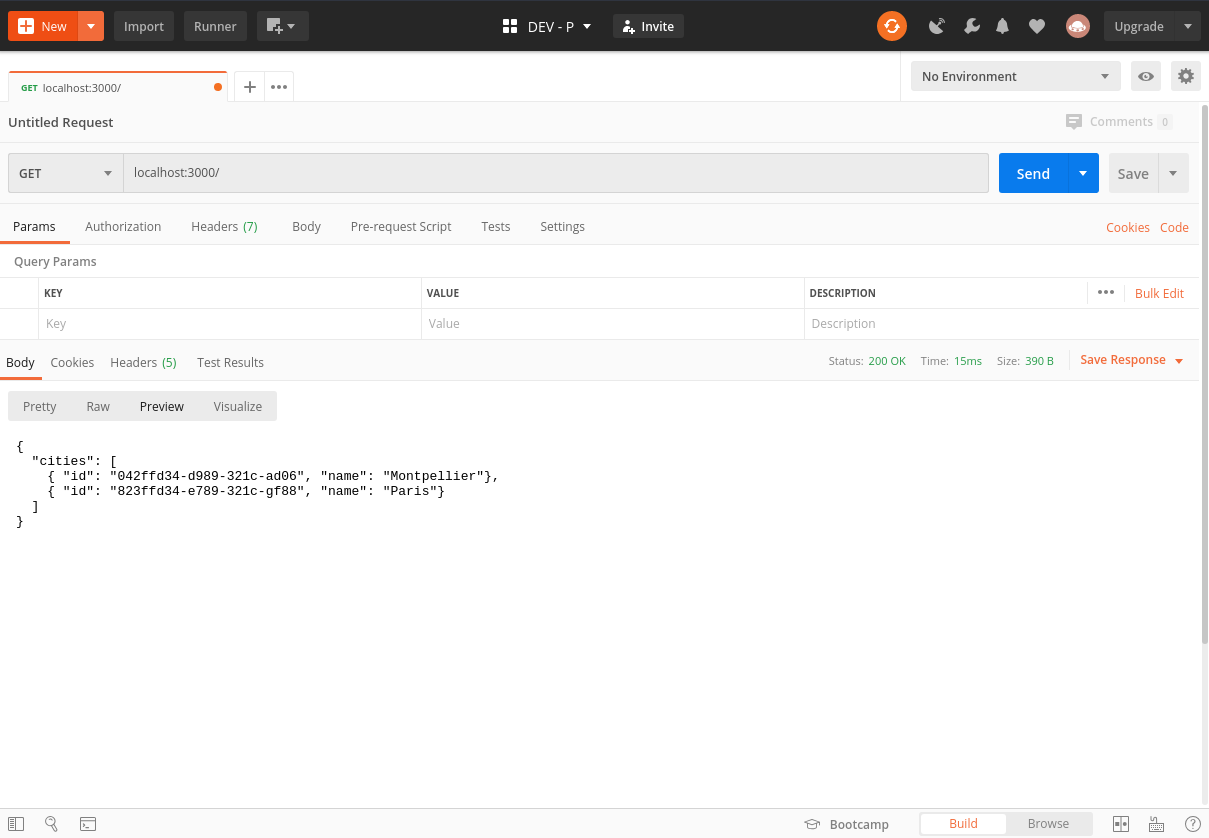 New Import Runner DEV - P Invite Upgrade
GET localhost:3000/ No Environment
Untitled Request Comments 0
GET localhost:3000/ Send Save
Params Authorization Headers (7) Body Pre-request Script Tests Settings Cookies Code
Query Params
KEY VALUE DESCRIPTION Bulk Edit
Key Value Description
Body Cookies Headers (5) Test Results Status: 200 OK Time: 15ms Size: 390 B Save Response
Pretty Raw Preview Visualize
{
  "cities": [
    { "id": "042ffd34-d989-321c-ad06", "name": "Montpellier"},
    { "id": "823ffd34-e789-321c-gf88", "name": "Paris"}
  ]
}
Bootcamp Build Browse